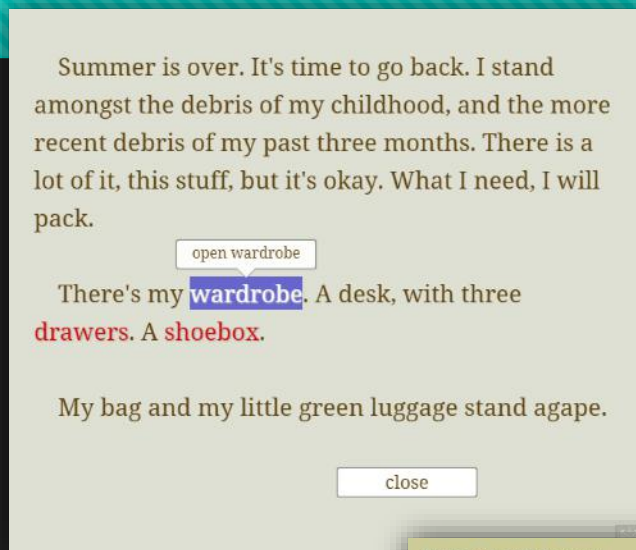 Summer is over. It's time to go back. I stand
amongst the debris of my childhood, and the more
recent debris of my past three months. There is a
lot of it, this stuff, but it's okay. What I need, I will
pack.
open wardrobe
There's my wardrobe. A desk, with three
drawers. A shoebox.
My bag and my little green luggage stand agape.
close